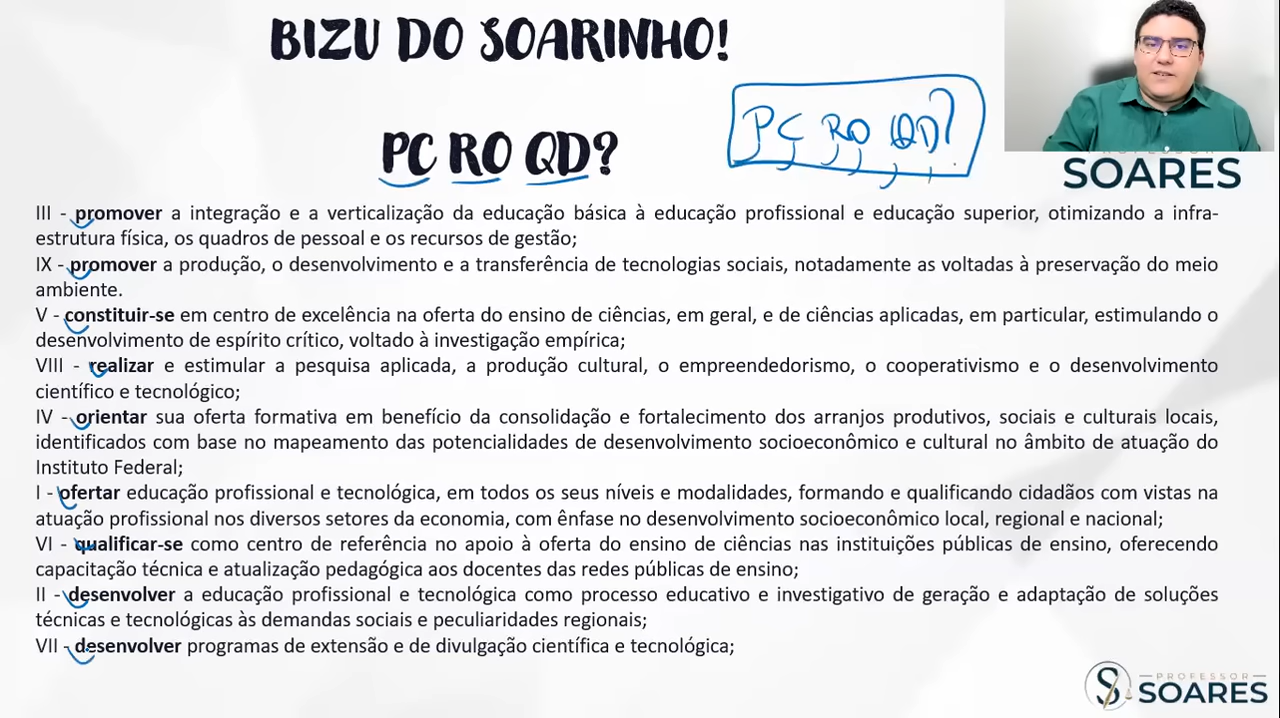 BIZU DO SOARINHO!
PC RO QD?
PC RO QD?
SOARES
III - promover a integração e a verticalização da educação básica à educação profissional e educação superior, otimizando a infra-
estrutura física, os quadros de pessoal e os recursos de gestão;
IX - promover a produção, o desenvolvimento e a transferência de tecnologias sociais, notadamente as voltadas à preservação do meio
ambiente.
V - constituir-se em centro de excelência na oferta do ensino de ciências, em geral, e de ciências aplicadas, em particular, estimulando o
desenvolvimento de espírito crítico, voltado à investigação empírica;
VIII - realizar e estimular a pesquisa aplicada, a produção cultural, o empreendedorismo, o cooperativismo e o desenvolvimento
científico e tecnológico;
IV - orientar sua oferta formativa em benefício da consolidação e fortalecimento dos arranjos produtivos, sociais e culturais locais,
identificados com base no mapeamento das potencialidades de desenvolvimento socioeconômico e cultural no âmbito de atuação do
Instituto Federal;
I - ofertar educação profissional e tecnológica, em todos os seus níveis e modalidades, formando e qualificando cidadãos com vistas na
atuação profissional nos diversos setores da economia, com ênfase no desenvolvimento socioeconômico local, regional e nacional;
VI - qualificar-se como centro de referência no apoio à oferta do ensino de ciências nas instituições públicas de ensino, oferecendo
capacitação técnica e atualização pedagógica aos docentes das redes públicas de ensino;
II - desenvolver a educação profissional e tecnológica como processo educativo e investigativo de geração e adaptação de soluções
técnicas e tecnológicas às demandas sociais e peculiaridades regionais;
VII - desenvolver programas de extensão e de divulgação científica e tecnológica;
PROFESSOR
SOARES